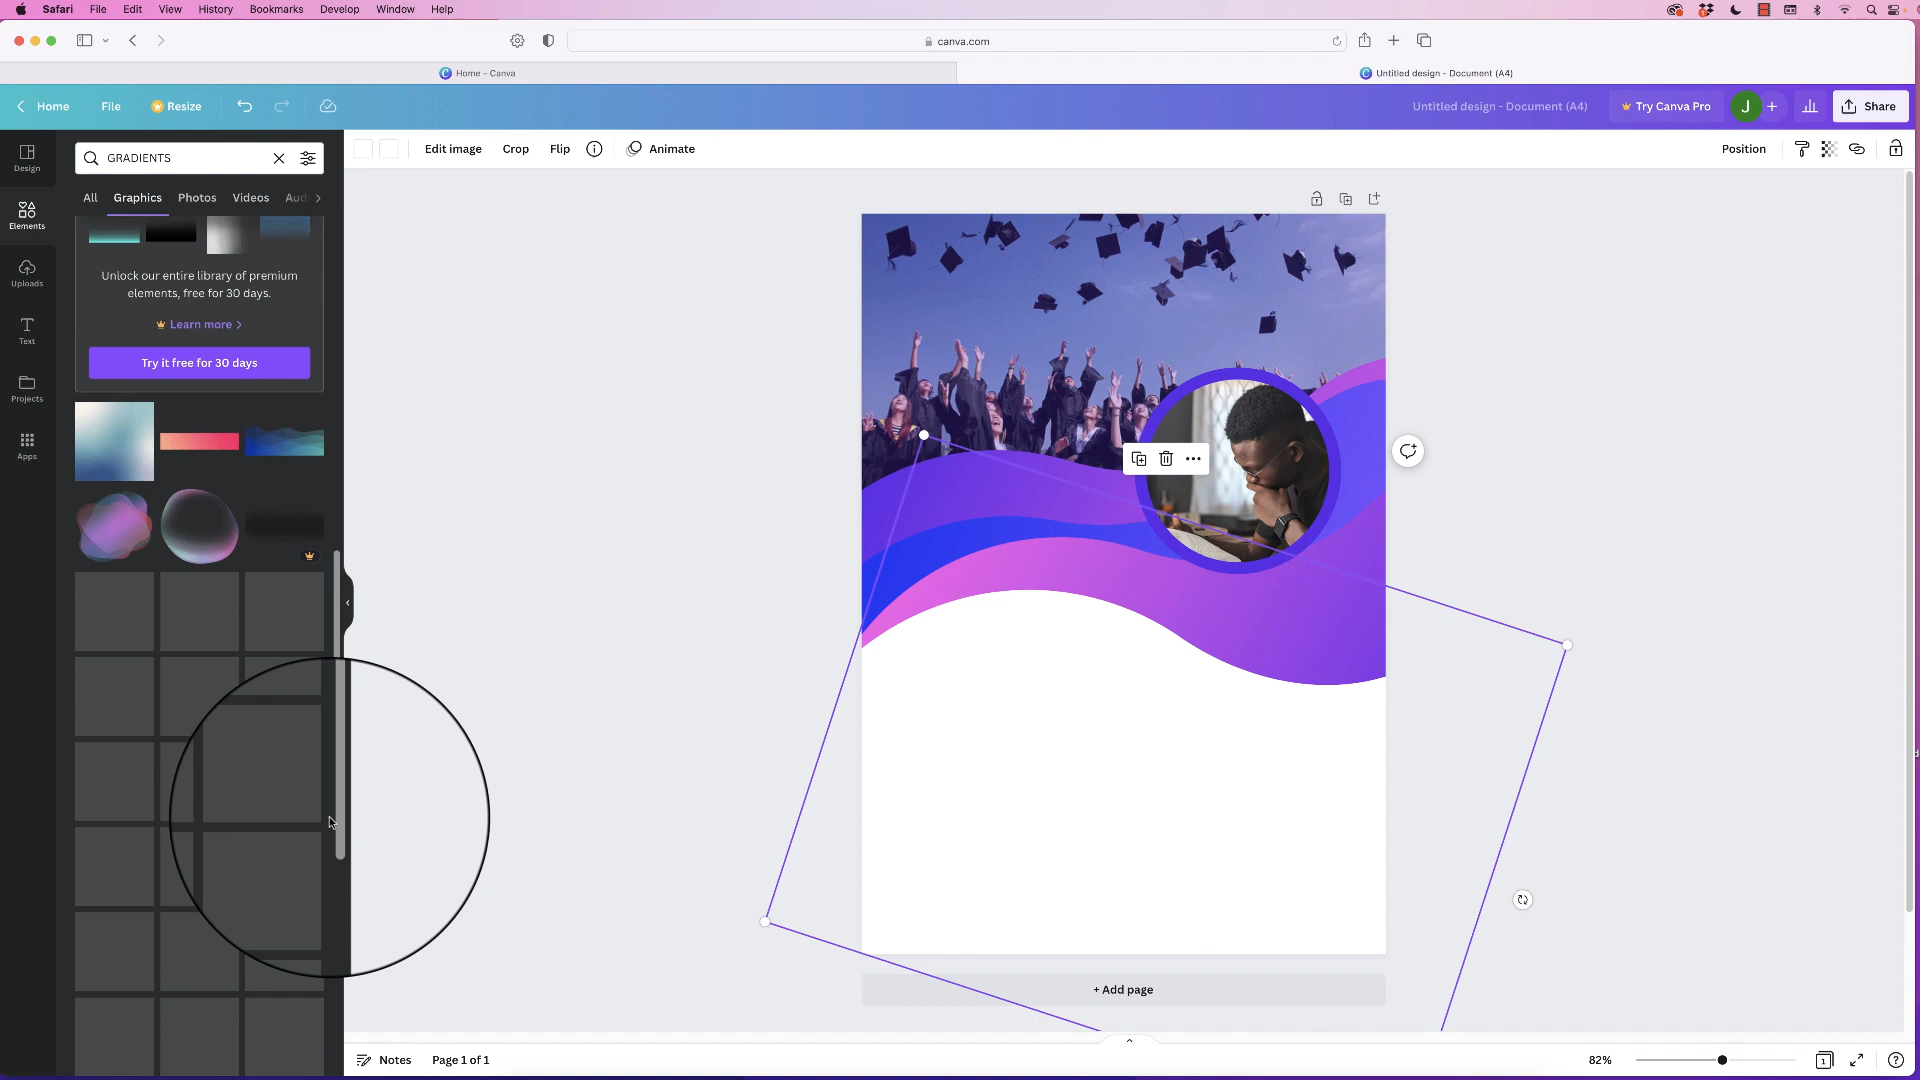 Safari File Edit View History Bookmarks Develop Window Help
canva.com
Home - Canva
Untitled design - Document (A4)
Home File Resize
Untitled design - Document (A4)
Try Canva Pro
J
Share
Design
Elements
Uploads
Text
Projects
Apps
GRADIENTS
All Graphics Photos Videos Aud
Unlock our entire library of premium
elements, free for 30 days.
Learn more
Try it free for 30 days
Edit image Crop Flip Animate
Position
+ Add page
Notes Page 1 of 1
82%
1